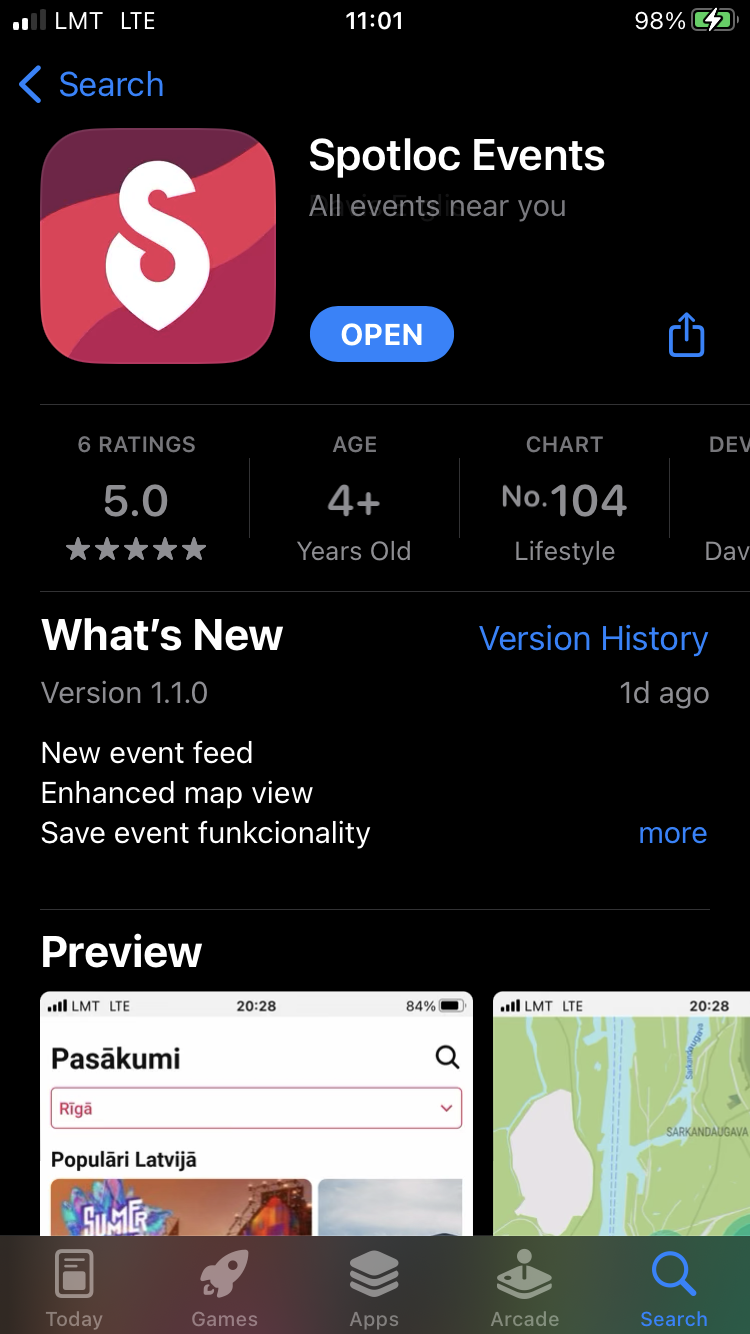 LMT LTE 11:01 98%
Search
Spotloc Events
All events near you
OPEN
6 RATINGS
5.0
AGE
4+
Years Old
CHART
No.104
Lifestyle
DEV
Dav
What's New
Version History
Version 1.1.0
1d ago
New event feed
Enhanced map view
Save event funkcionality
more
Preview
LMT LTE 20:28 84%
Pasākumi
Rīgā
Populāri Latvijā
SUMMER
LMT LTE 20:28
Sarkandaugava
SARKANDAUGAVA
Today
Games
Apps
Arcade
Search